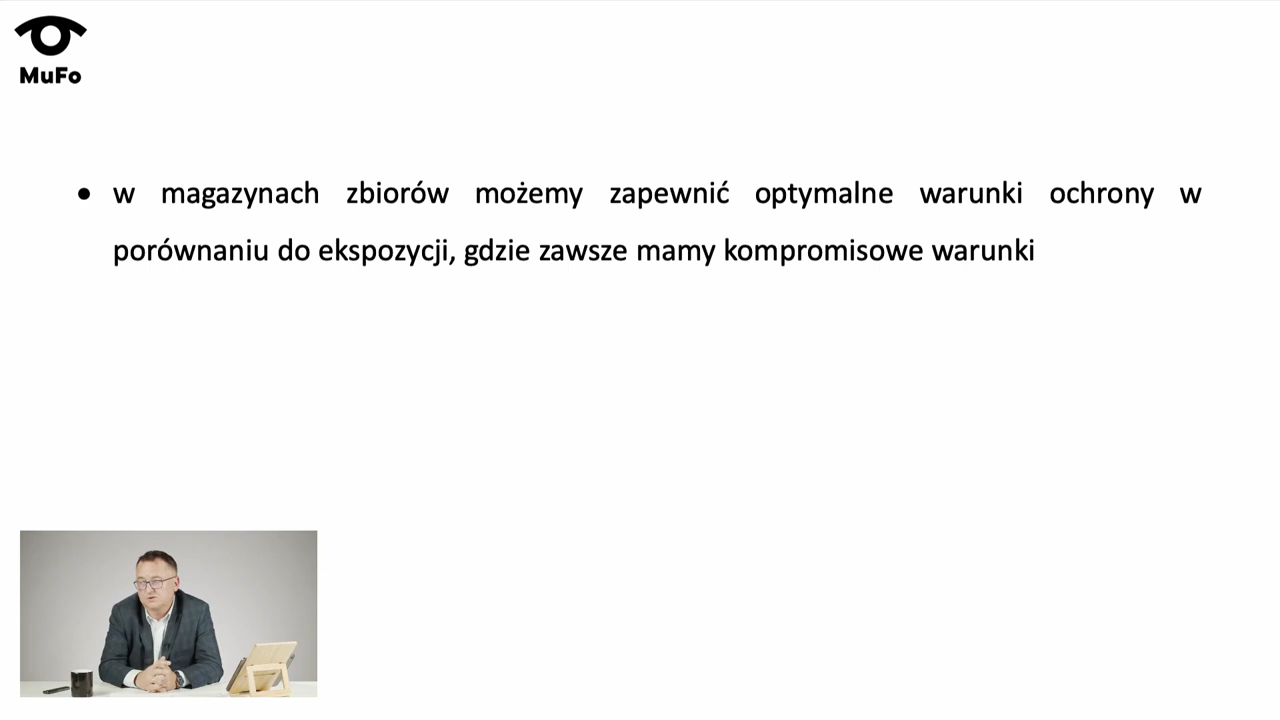 MuFo
• w magazynach zbiorów możemy zapewnić optymalne warunki ochrony w
porównaniu do ekspozycji, gdzie zawsze mamy kompromisowe warunki